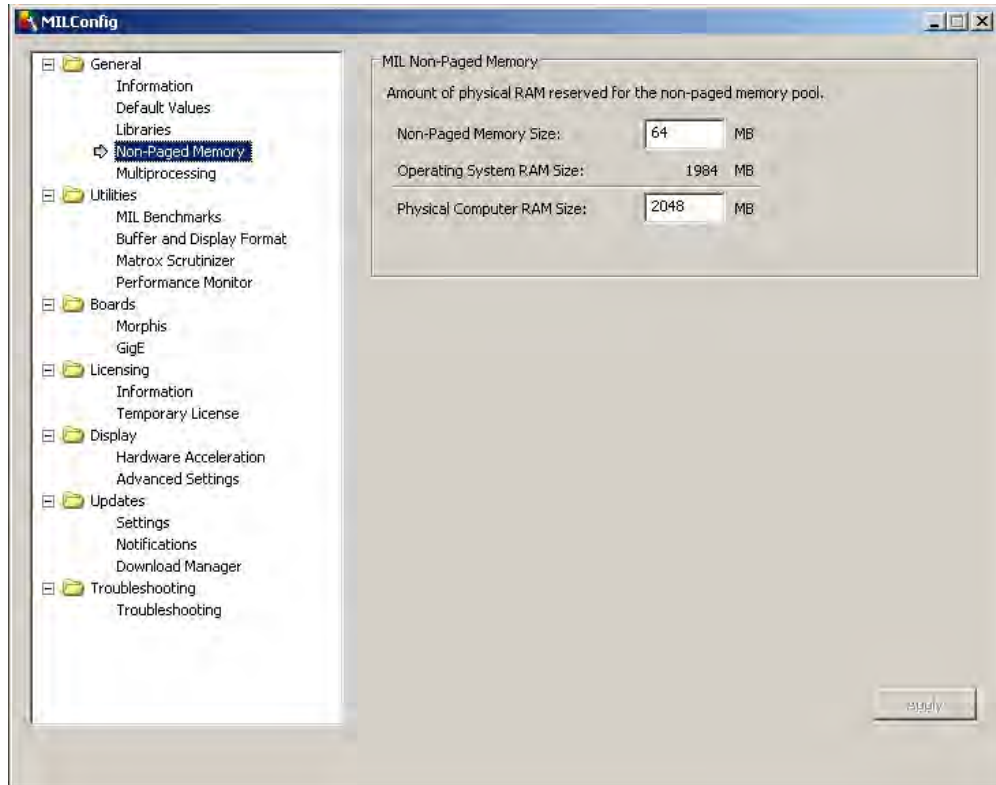 MILConfig
General
Information
Default Values
Libraries
Non-Paged Memory
Multiprocessing
Utilities
MIL Benchmarks
Buffer and Display Format
Matrox Scrutinizer
Performance Monitor
Boards
Morphis
GigE
Licensing
Information
Temporary License
Display
Hardware Acceleration
Advanced Settings
Updates
Settings
Notifications
Download Manager
Troubleshooting
Troubleshooting
MIL Non-Paged Memory
Amount of physical RAM reserved for the non-paged memory pool.
Non-Paged Memory Size: 64 MB
Operating System RAM Size: 1984 MB
Physical Computer RAM Size: 2048 MB
Apply